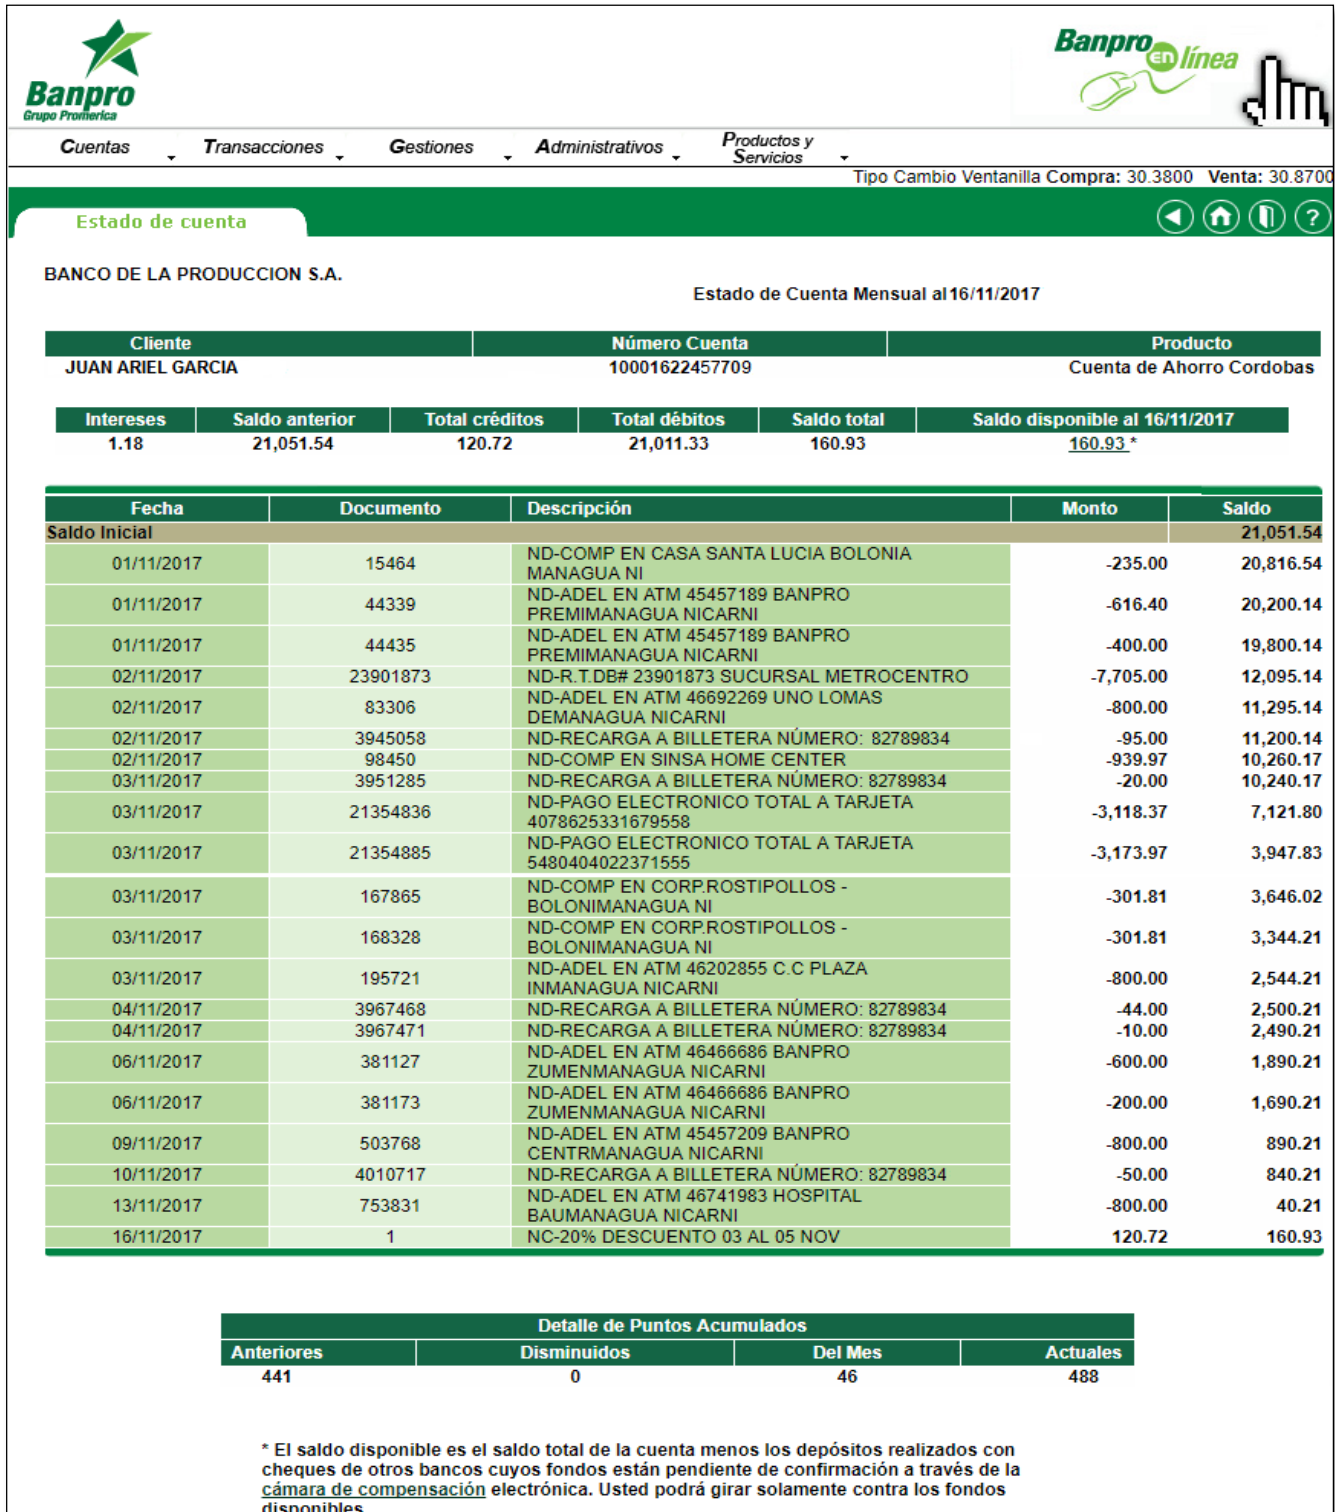 Banpro
Grupo Promerica
Banpro en línea
Cuentas Transacciones Gestiones Administrativos Productos y Servicios
Tipo Cambio Ventanilla Compra: 30.3800 Venta: 30.8700
Estado de cuenta
?
BANCO DE LA PRODUCCION S.A.
Estado de Cuenta Mensual al 16/11/2017
Cliente Número Cuenta Producto
JUAN ARIEL GARCIA 10001622457709 Cuenta de Ahorro Cordobas
Intereses Saldo anterior Total créditos Total débitos Saldo total Saldo disponible al 16/11/2017
1.18 21,051.54 120.72 21,011.33 160.93 160.93 *
Fecha Documento Descripción Monto Saldo
Saldo Inicial 21,051.54
01/11/2017 15464 ND-COMP EN CASA SANTA LUCIA BOLONIA
MANAGUA NI -235.00 20,816.54
01/11/2017 44339 ND-ADEL EN ATM 45457189 BANPRO
PREMIMANAGUA NICARNI -616.40 20,200.14
01/11/2017 44435 ND-ADEL EN ATM 45457189 BANPRO
PREMIMANAGUA NICARNI -400.00 19,800.14
02/11/2017 23901873 ND-R.T.DB# 23901873 SUCURSAL METROCENTRO -7,705.00 12,095.14
02/11/2017 83306 ND-ADEL EN ATM 46692269 UNO LOMAS
DEMANAGUA NICARNI -800.00 11,295.14
02/11/2017 3945058 ND-RECARGA A BILLETERA NÚMERO: 82789834 -95.00 11,200.14
02/11/2017 98450 ND-COMP EN SINSA HOME CENTER -939.97 10,260.17
03/11/2017 3951285 ND-RECARGA A BILLETERA NÚMERO: 82789834 -20.00 10,240.17
03/11/2017 21354836 ND-PAGO ELECTRONICO TOTAL A TARJETA
4078625331679558 -3,118.37 7,121.80
03/11/2017 21354885 ND-PAGO ELECTRONICO TOTAL A TARJETA
5480404022371555 -3,173.97 3,947.83
03/11/2017 167865 ND-COMP EN CORP.ROSTIPOLLOS -
BOLONIMANAGUA NI -301.81 3,646.02
03/11/2017 168328 ND-COMP EN CORP.ROSTIPOLLOS -
BOLONIMANAGUA NI -301.81 3,344.21
03/11/2017 195721 ND-ADEL EN ATM 46202855 C.C PLAZA
INMANAGUA NICARNI -800.00 2,544.21
04/11/2017 3967468 ND-RECARGA A BILLETERA NÚMERO: 82789834 -44.00 2,500.21
04/11/2017 3967471 ND-RECARGA A BILLETERA NÚMERO: 82789834 -10.00 2,490.21
06/11/2017 381127 ND-ADEL EN ATM 46466686 BANPRO
ZUMENMANAGUA NICARNI -600.00 1,890.21
06/11/2017 381173 ND-ADEL EN ATM 46466686 BANPRO
ZUMENMANAGUA NICARNI -200.00 1,690.21
09/11/2017 503768 ND-ADEL EN ATM 45457209 BANPRO
CENTRMANAGUA NICARNI -800.00 890.21
10/11/2017 4010717 ND-RECARGA A BILLETERA NÚMERO: 82789834 -50.00 840.21
13/11/2017 753831 ND-ADEL EN ATM 46741983 HOSPITAL
BAUMANAGUA NICARNI -800.00 40.21
16/11/2017 1 NC-20% DESCUENTO 03 AL 05 NOV 120.72 160.93
Detalle de Puntos Acumulados
Anteriores Disminuidos Del Mes Actuales
441 0 46 488
* El saldo disponible es el saldo total de la cuenta menos los depósitos realizados con
cheques de otros bancos cuyos fondos están pendiente de confirmación a través de la
cámara de compensación electrónica. Usted podrá girar solamente contra los fondos
disponibles